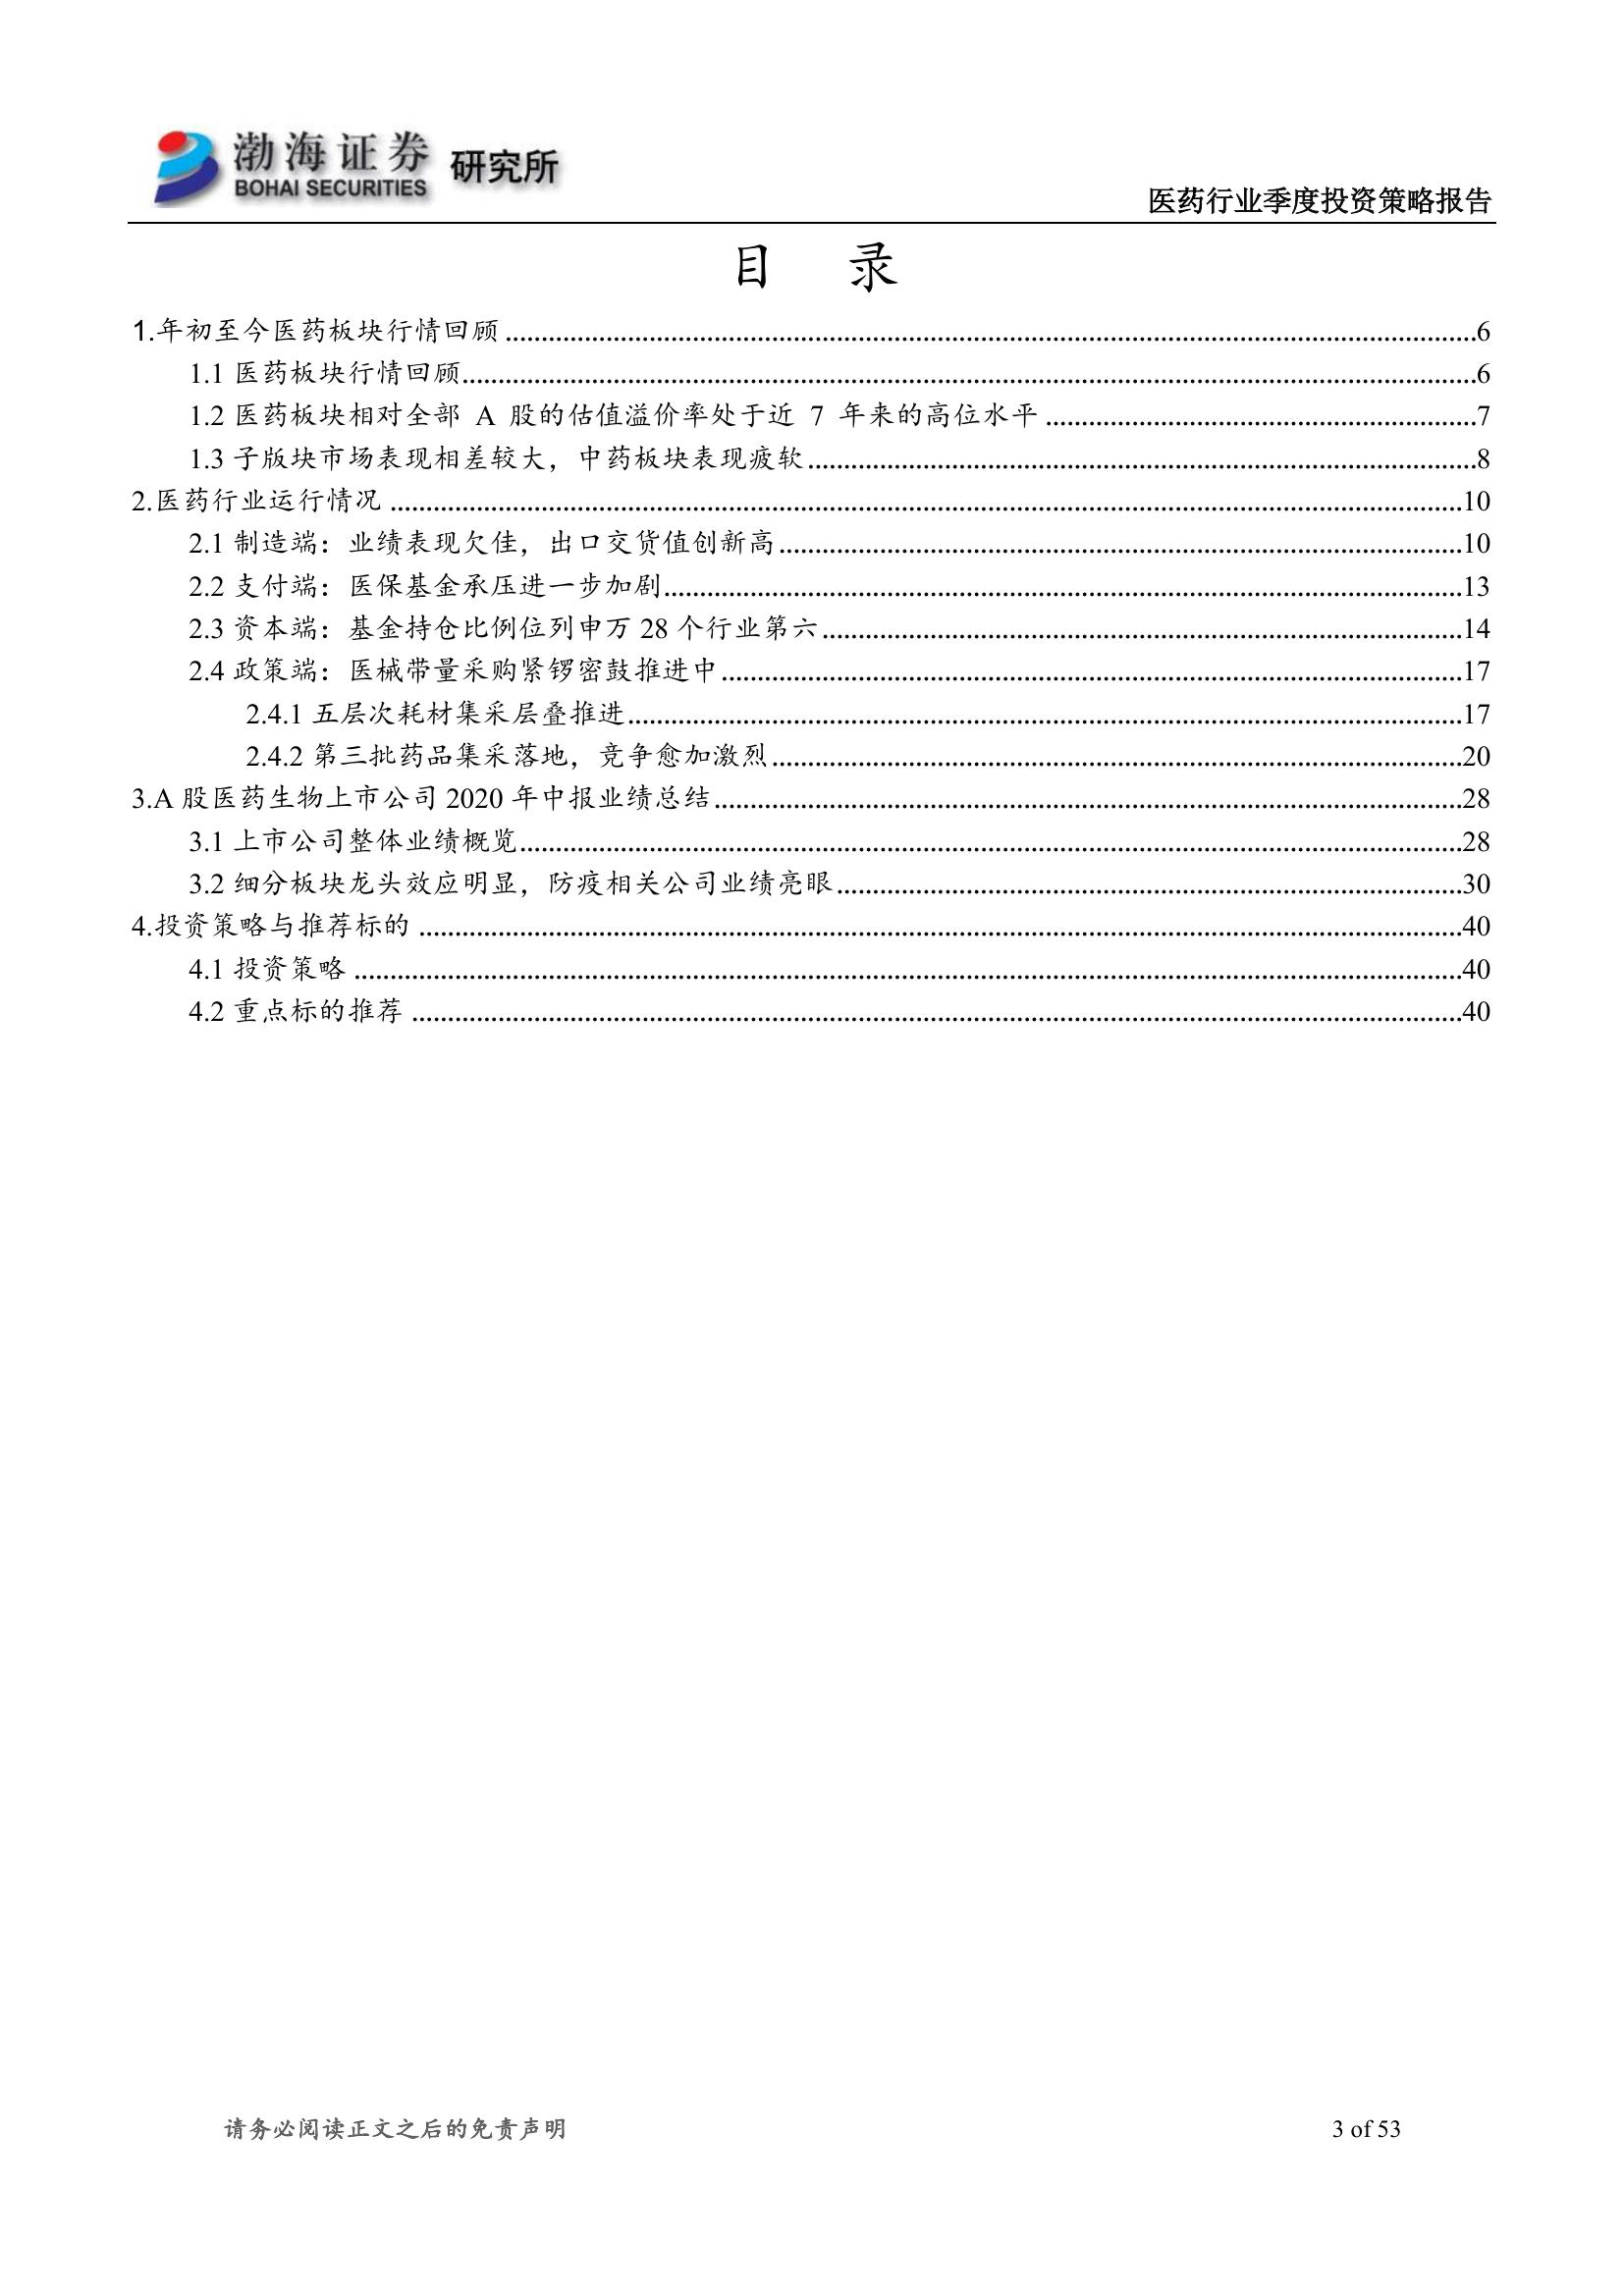 渤海证券 研究所
BOHAI SECURITIES
医药行业季度投资策略报告
目 录
1.年初至今医药板块行情回顾 ........................................ 6
1.1 医药板块行情回顾 ........................................ 6
1.2 医药板块相对全部 A 股的估值溢价率处于近 7 年来的高位水平 ........................................ 7
1.3 子版块市场表现相差较大，中药板块表现疲软 ........................................ 8
2.医药行业运行情况 ........................................ 10
2.1 制造端：业绩表现欠佳，出口交货值创新高 ........................................ 10
2.2 支付端：医保基金承压进一步加剧 ........................................ 13
2.3 资本端：基金持仓比例位列申万 28 个行业第六 ........................................ 14
2.4 政策端：医械带量采购紧锣密鼓推进中 ........................................ 17
2.4.1 五层次耗材集采层叠推进 ........................................ 17
2.4.2 第三批药品集采落地，竞争愈加激烈 ........................................ 20
3.A 股医药生物上市公司 2020 年中报业绩总结 ........................................ 28
3.1 上市公司整体业绩概览 ........................................ 28
3.2 细分板块龙头效应明显，防疫相关公司业绩亮眼 ........................................ 30
4.投资策略与推荐标的 ........................................ 40
4.1 投资策略 ........................................ 40
4.2 重点标的推荐 ........................................ 40
请务必阅读正文之后的免责声明 3 of 53